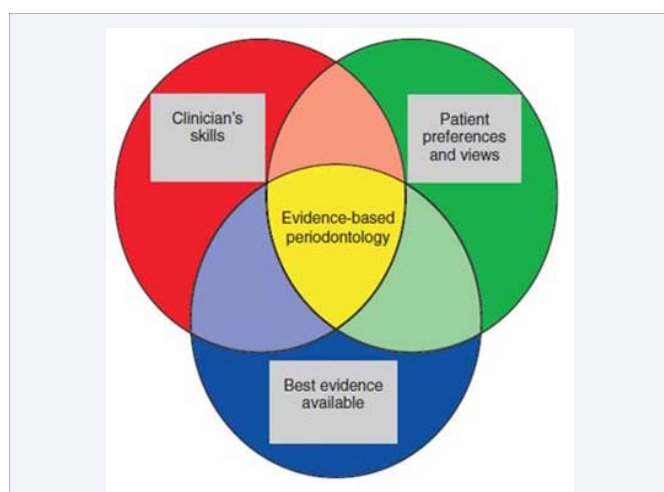 Clinician's
skills
Patient
preferences
and views
Evidence-based
periodontology
Best evidence
available